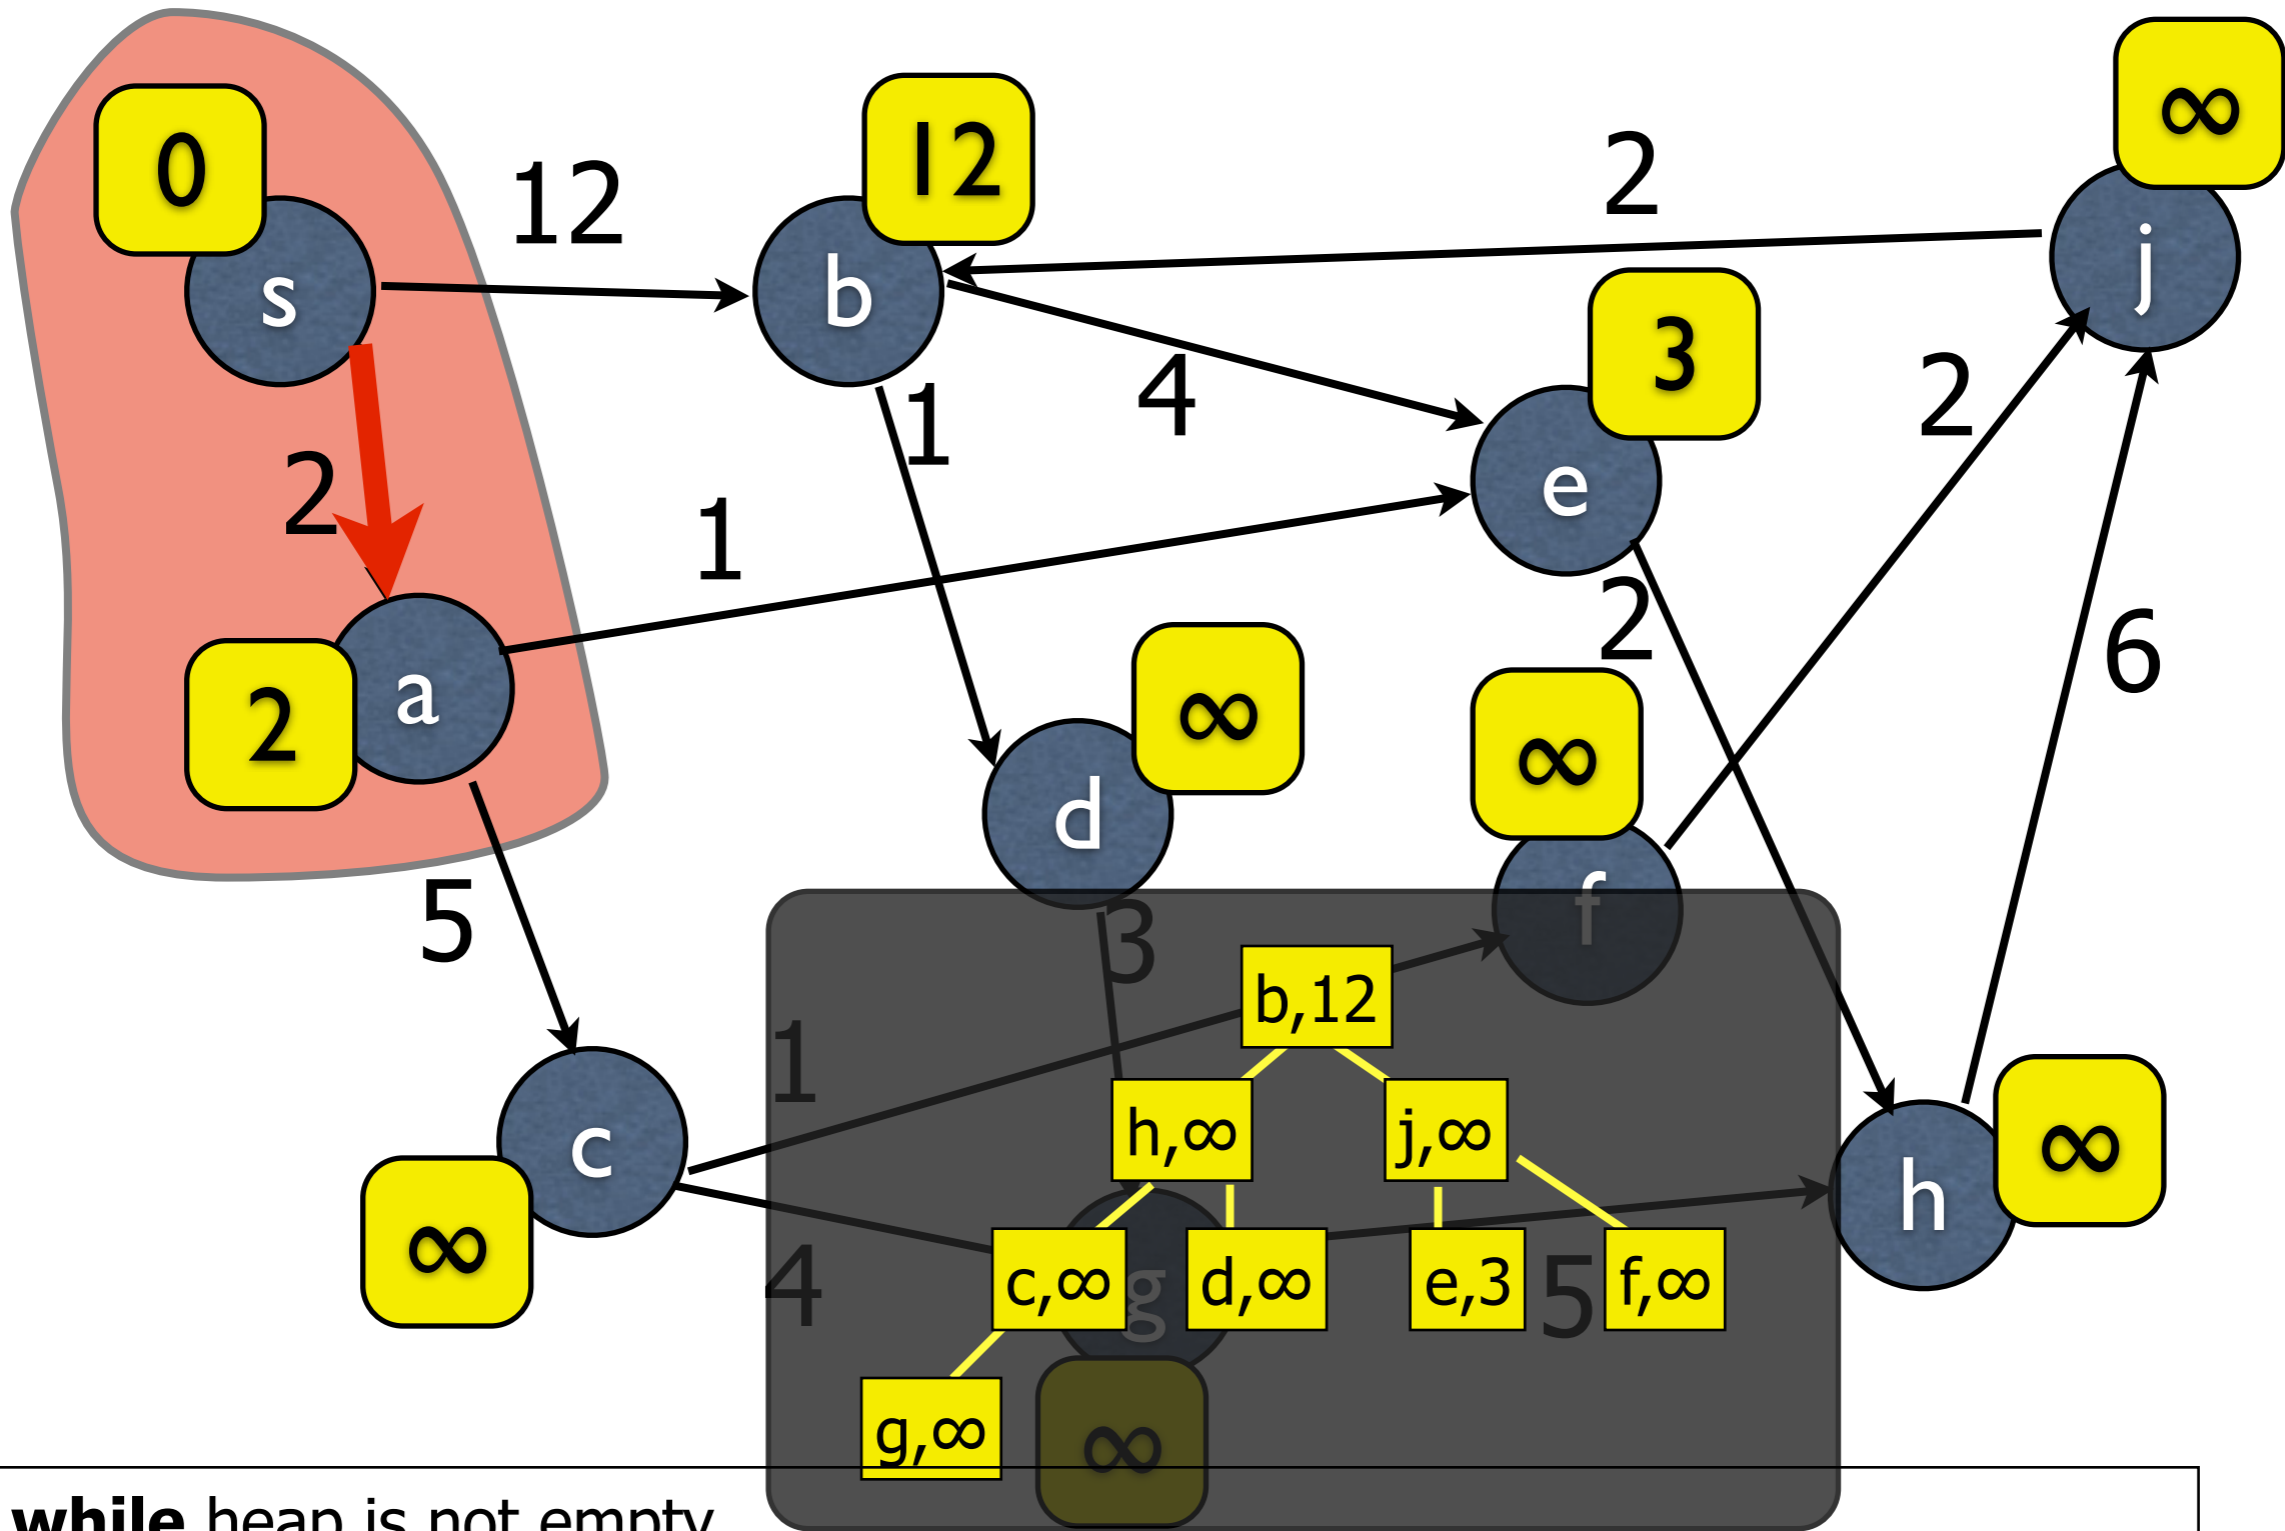 ∞
12
0
12
2
s
b
j
3
4
1
2
2
e
1
2
6
a
2
∞
∞
d
f
5
3
b,12
1
h,∞
j,∞
c
h
∞
∞
4
c,∞
g
d,∞
e,3
5
f,∞
g,∞
∞
while heap is not empty